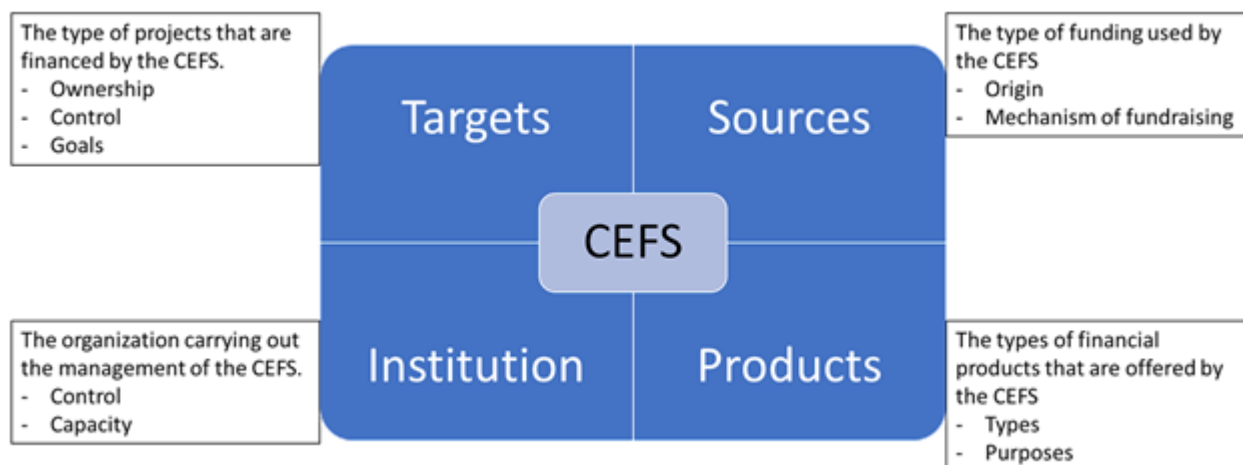 The type of projects that are
financed by the CEFS.
- Ownership
- Control
- Goals
The type of funding used by
the CEFS
- Origin
- Mechanism of fundraising
Targets
Sources
CEFS
Institution
Products
The organization carrying out
the management of the CEFS.
- Control
- Capacity
The types of financial
products that are offered by
the CEFS
- Types
- Purposes